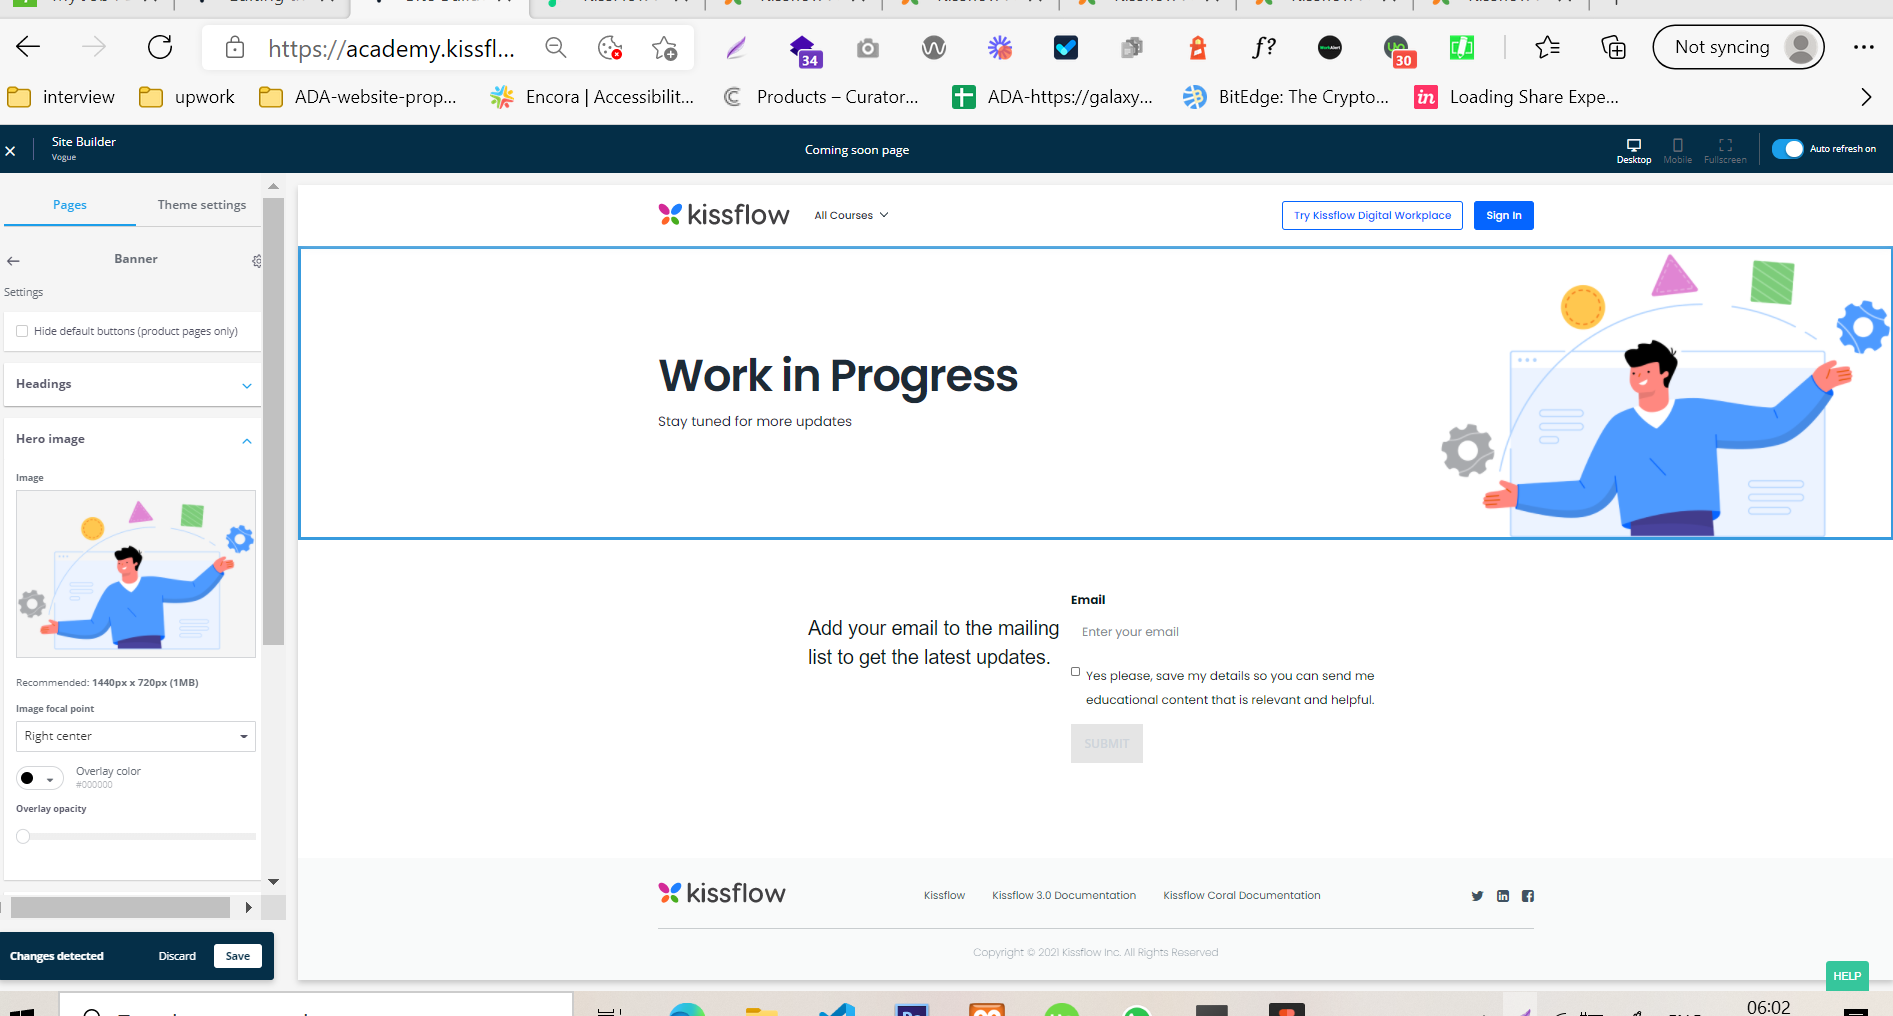 https://academy.kissfl...
34
f?
30
Not syncing
interview
upwork
ADA-website-prop...
Encora | Accessibilit...
Products – Curator...
ADA-https://galaxy...
BitEdge: The Crypto...
in
Loading Share Expe...
Site Builder
Vogue
Coming soon page
Desktop
Mobile
Fullscreen
Auto refresh on
Pages
Theme settings
kissflow
All Courses
Try Kissflow Digital Workplace
Sign In
Banner
Settings
Hide default buttons (product pages only)
Headings
Work in Progress
Stay tuned for more updates
Hero image
Image
Recommended: 1440px x 720px (1MB)
Image focal point
Right center
Overlay color
#000000
Overlay opacity
Email
Add your email to the mailing
list to get the latest updates.
Enter your email
Yes please, save my details so you can send me
educational content that is relevant and helpful.
SUBMIT
kissflow
Kissflow
Kissflow 3.0 Documentation
Kissflow Coral Documentation
Copyright © 2021 Kissflow Inc. All Rights Reserved
Changes detected
Discard
Save
HELP
06:02